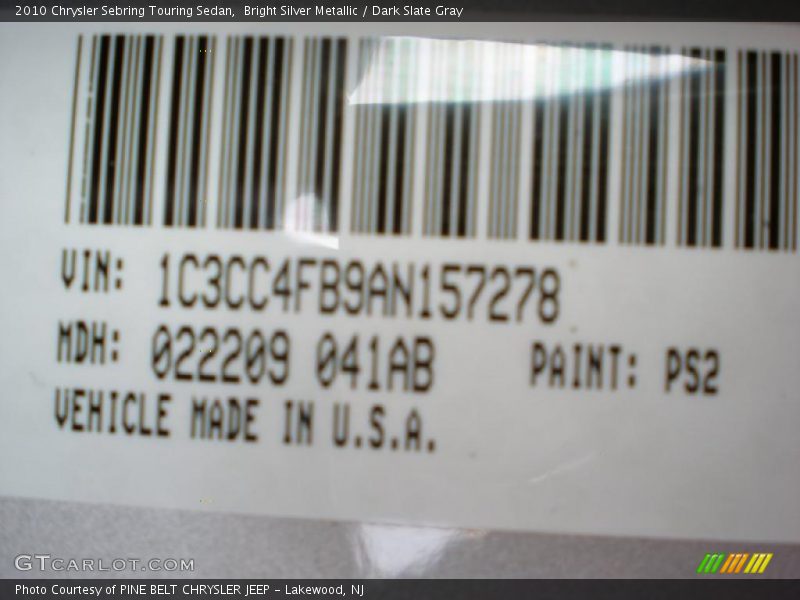 2010 Chrysler Sebring Touring Sedan,  Bright Silver Metallic / Dark Slate Gray
VIN: 1C3CC4FB9AN157278
MDH: 022209 041AB PAINT: PS2
VEHICLE MADE IN U.S.A.
GTCARLOT.COM
Photo Courtesy of PINE BELT CHRYSLER JEEP - Lakewood, NJ